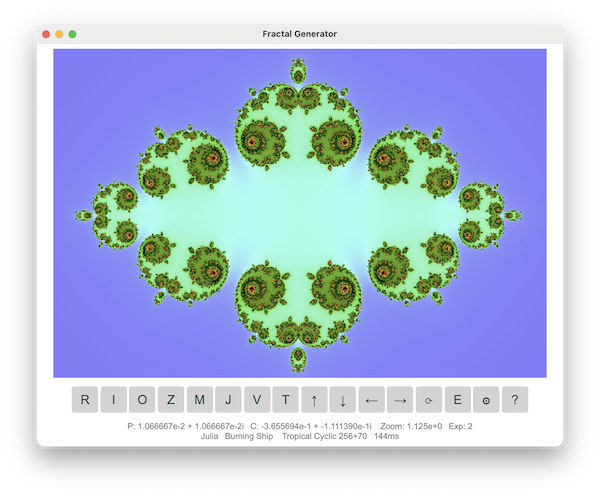 Fractal Generator
R I O Z M J V T ↑ ↓ ← → ⟳ E ⚙ ?
P: 1.066667e-2 + 1.066667e-2i C: -3.655694e-1 + -1.111390e-1i Zoom: 1.125e+0 Exp: 2
Julia Burning Ship Tropical Cyclic 256+70 144ms